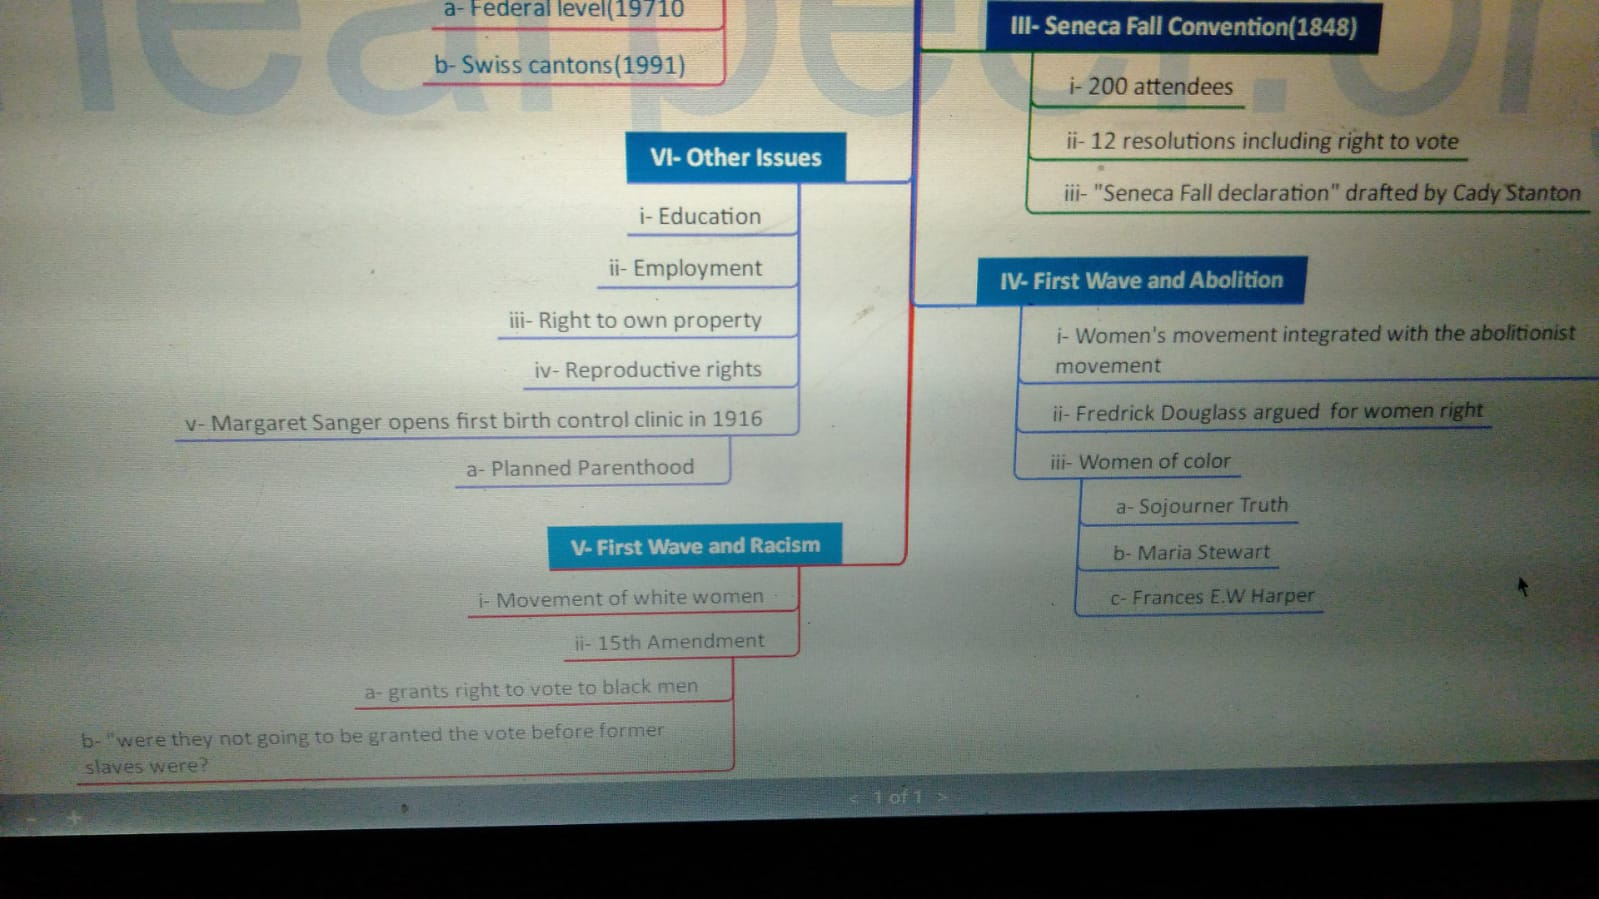 a- Federal level(19710
b- Swiss cantons(1991)
VI- Other Issues
i- Education
ii- Employment
iii- Right to own property
iv- Reproductive rights
v- Margaret Sanger opens first birth control clinic in 1916
a- Planned Parenthood
V- First Wave and Racism
i- Movement of white women
ii- 15th Amendment
a- grants right to vote to black men
b- "were they not going to be granted the vote before former
slaves were?
III- Seneca Fall Convention(1848)
i- 200 attendees
ii- 12 resolutions including right to vote
iii- "Seneca Fall declaration" drafted by Cady Stanton
IV- First Wave and Abolition
i- Women's movement integrated with the abolitionist
movement
ii- Fredrick Douglass argued for women right
iii- Women of color
a- Sojourner Truth
b- Maria Stewart
c- Frances E.W Harper
- +
< 1 of 1 >